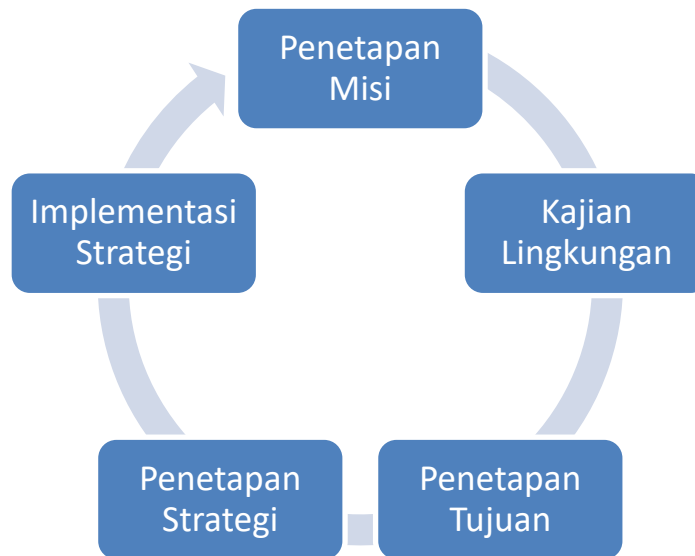 Penetapan
Misi
Kajian
Lingkungan
Penetapan
Tujuan
Penetapan
Strategi
Implementasi
Strategi